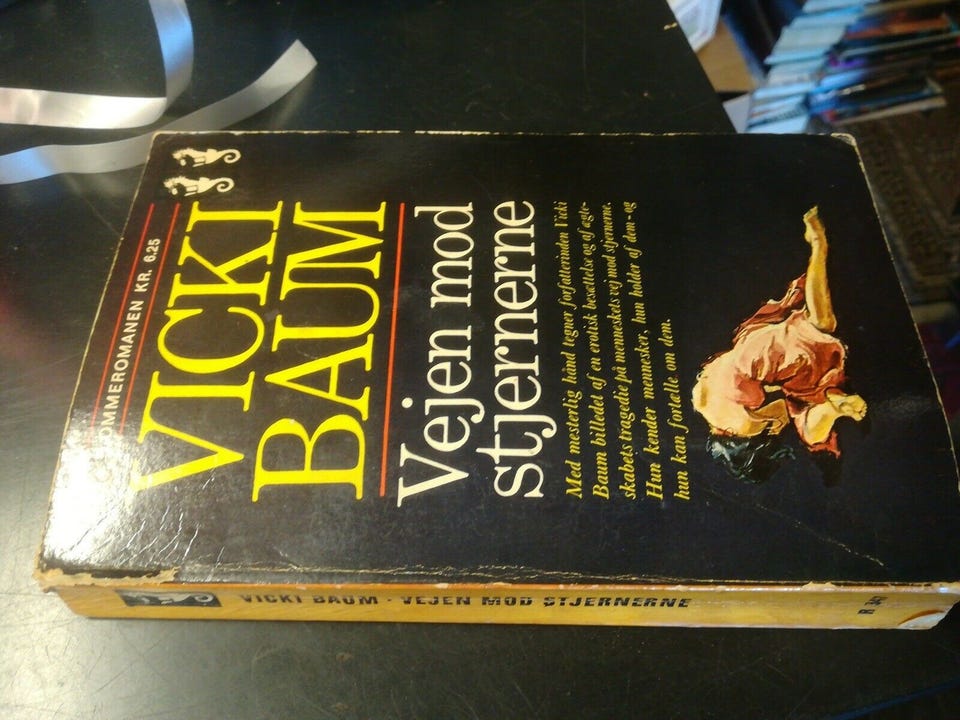 OMMEROMANEN KR. 6.25
VICKI
BAUM
Vejen mod
stjernerne
Med mesterlig hånd tegner forfatterinden Vicki
Baum billedet af en erotisk besættelse og af ægte-
skabets tragedie på menneskets vej mod stjernerne.
Hun kender mennesker, hun holder af dem - og
hun kan fortælle om dem.
VICKI BAUM · VEJEN MOD STJERNERNE
R 349